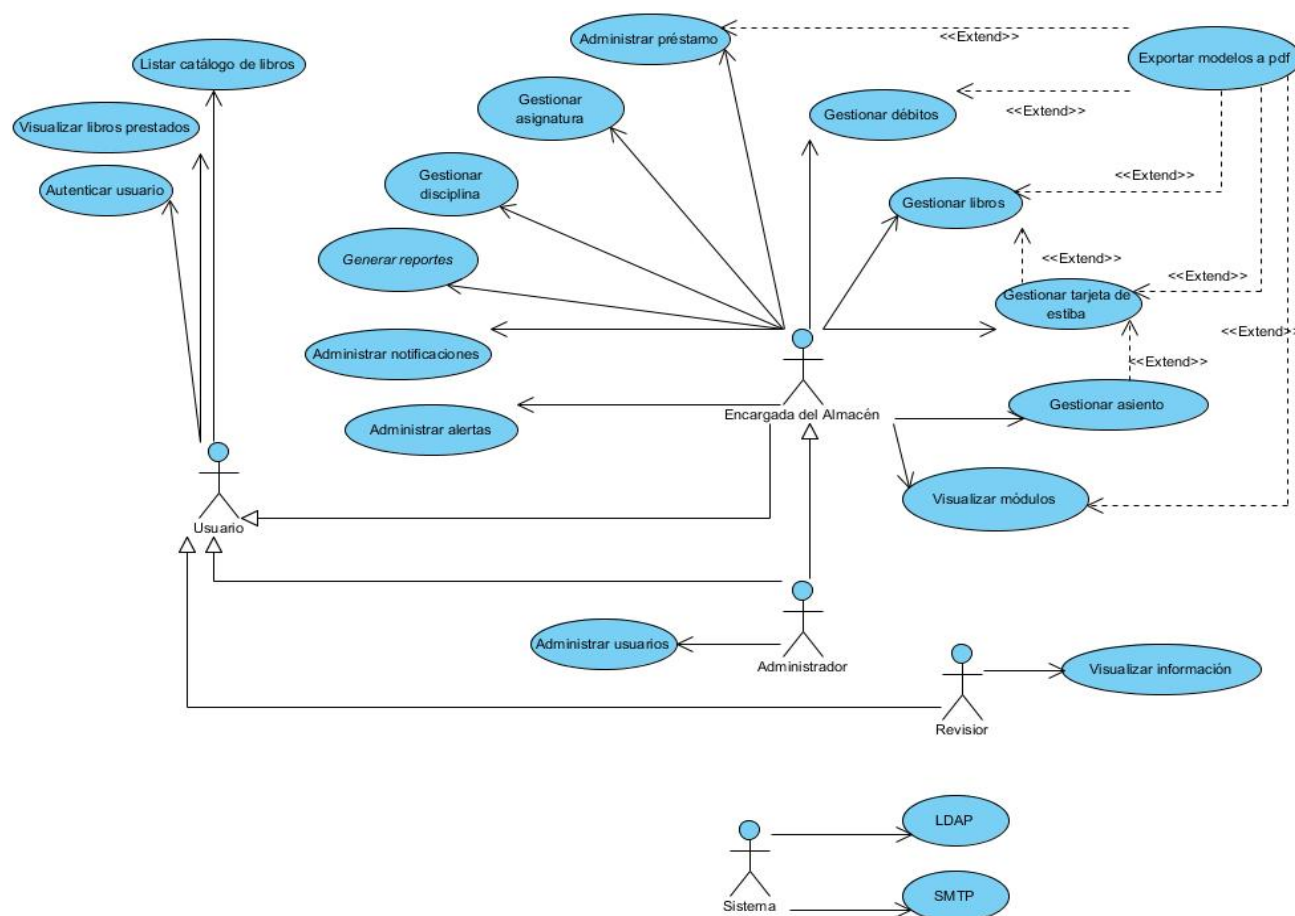 Administrar préstamo
<<Extend>>
Exportar modelos a pdf
Listar catálogo de libros
Gestionar
asignatura
Gestionar débitos
<<Extend>>
Visualizar libros prestados
Autenticar usuario
Gestionar
disciplina
Gestionar libros
<<Extend>>
Generar reportes
<<Extend>>
<<Extend>>
Gestionar tarjeta de
estiba
Administrar notificaciones
<<Extend>>
<<Extend>>
Encargada del Almacén
Gestionar asiento
Administrar alertas
Visualizar módulos
Usuario
Administrar usuarios
Administrador
Visualizar información
Revisior
LDAP
SMTP
Sistema